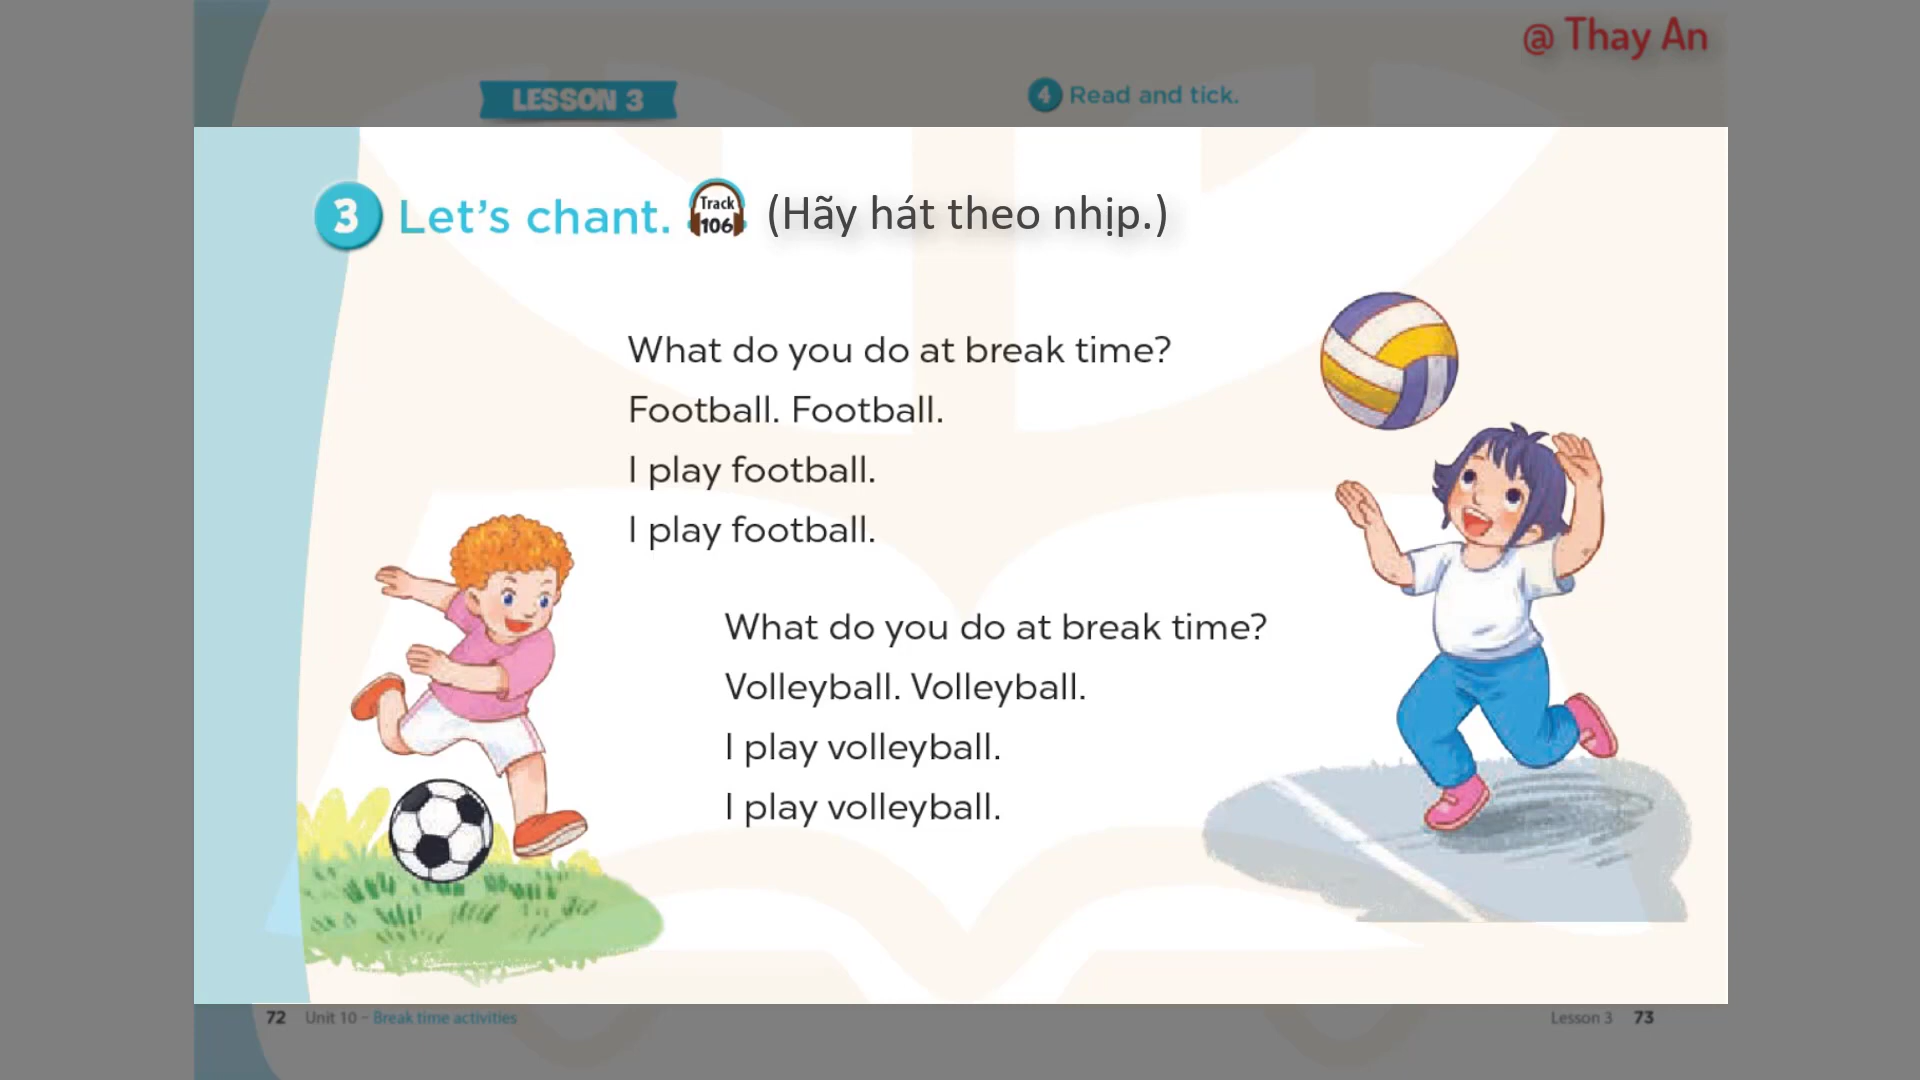 @ Thay An
LESSON 3
4 Read and tick.
3 Let's chant. Track 106 (Hãy hát theo nhịp.)
What do you do at break time?
Football. Football.
I play football.
I play football.
What do you do at break time?
Volleyball. Volleyball.
I play volleyball.
I play volleyball.
72 Unit 10 – Break time activities
Lesson 3 73